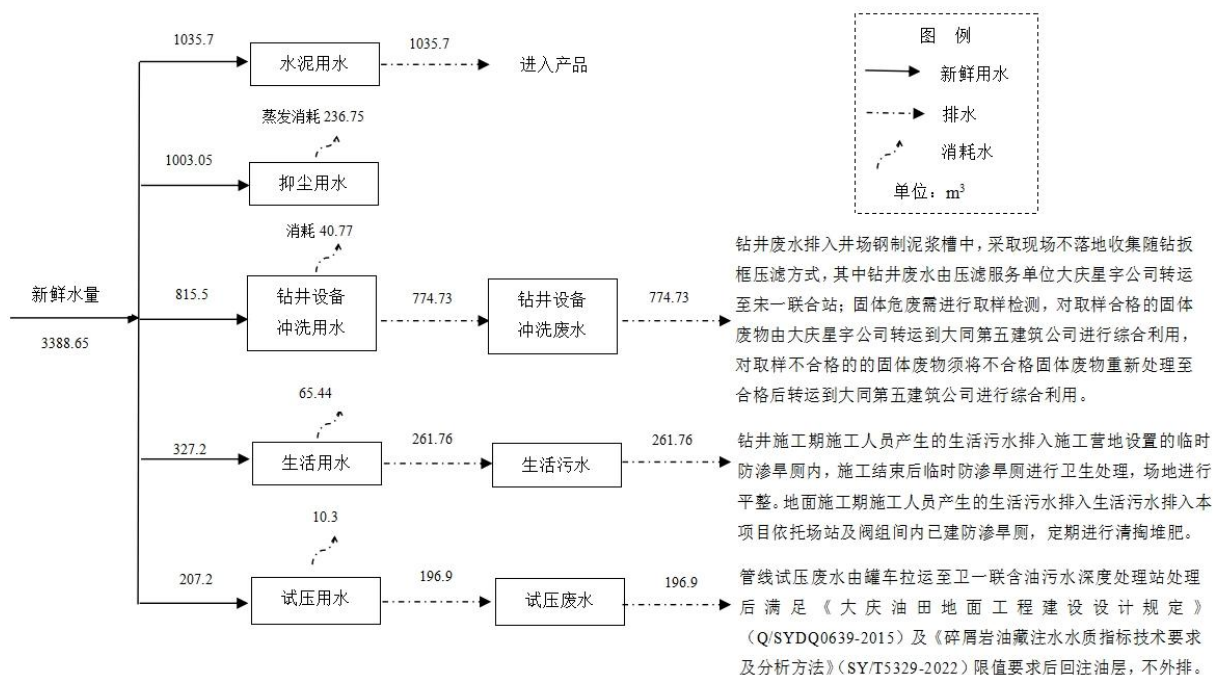 1035.7
水泥用水
1035.7
进入产品
图 例
新鲜用水
排水
消耗水
单位：m³
蒸发消耗 236.75
1003.05
抑尘用水
消耗 40.77
新鲜水量
3388.65
815.5
钻井设备
冲洗用水
774.73
钻井设备
冲洗废水
774.73
钻井废水排入井场钢制泥浆槽中，采取现场不落地收集随钻扳
框压滤方式，其中钻井废水由压滤服务单位大庆星宇公司转运
至未一联合站；固体危废需进行取样检测，对取样合格的固体
废物由大庆星宇公司转运到大同第五建筑公司进行综合利用，
对取样不合格的的固体废物须将不合格固体废物重新处理至
合格后转运到大同第五建筑公司进行综合利用。
65.44
327.2
生活用水
261.76
生活污水
261.76
钻井施工期施工人员产生的生活污水排入施工营地设置的临时
防渗旱厕内，施工结束后临时防渗旱厕进行卫生处理，场地进行
平整。地面施工期施工人员产生的生活污水排入生活污水排入本
项目依托场站及阀组间内已建防渗旱厕，定期进行清掏堆肥。
10.3
207.2
试压用水
196.9
试压废水
196.9
管线试压废水由罐车拉运至卫一联含油污水深度处理站处理
后满足《大庆油田地面工程建设设计规定》
（Q/SYDQ0639-2015）及《碎屑岩油藏注水水质指标技术要求
及分析方法》（SY/T5329-2022）限值要求后回注油层，不外排。